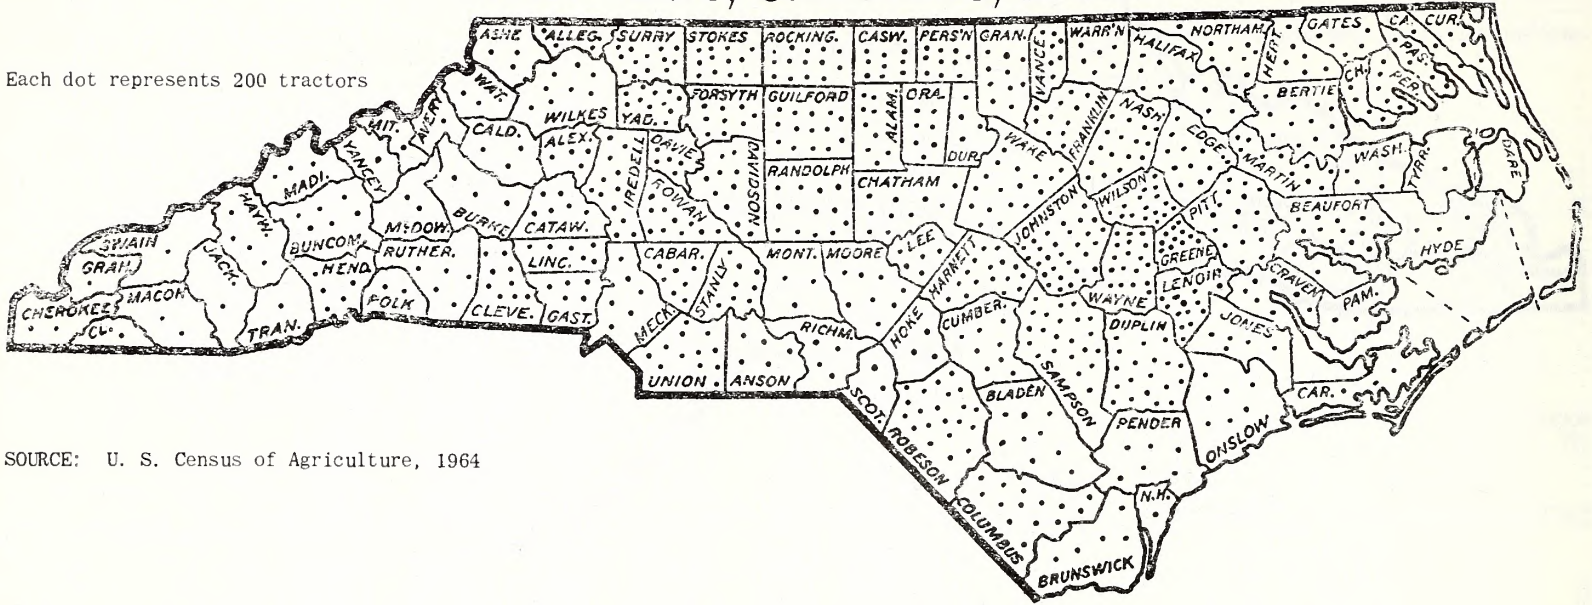 Each dot represents 200 tractors
ASHE ALLEG. SURRY STOKES ROCKING. CASW. PERS'N GRAN. VANCE WARR'N HALIFAX NORTHAM. HERT. GATES CA. CUR.
WAT. WILKES YAD. FORSYTH GUILFORD ALAM. ORA. DUR. FRANKLIN NASH BERTIE CH. PER. PAS.
MIT. AVERY CALD. ALEX. IREDELL DAVIE DAVIDSON RANDOLPH CHATHAM WAKE EDGE. MARTIN WASH. TYRR. DARE
MADI. YANCEY BURKE CATAW. ROWAN JOHNSTON WILSON PITT BEAUFORT HYDE
HAYW. BUNCOM. McDOW.
SWAIN GRAH. JACK. HEND. RUTHER. LINC. CABAR. STANLY MONT. MOORE LEE HARNETT GREENE
CHEROKEE MACON CL. TRAN. POLK CLEVE. GAST. MECK. RICHM. HOKE CUMBER. WAYNE LENOIR CRAVEN PAM.
UNION ANSON SCOT. SAMPSON DUPLIN JONES
ROBESON BLADEN PENDER ONSLOW CAR.
COLUMBUS N.H.
BRUNSWICK
SOURCE: U. S. Census of Agriculture, 1964